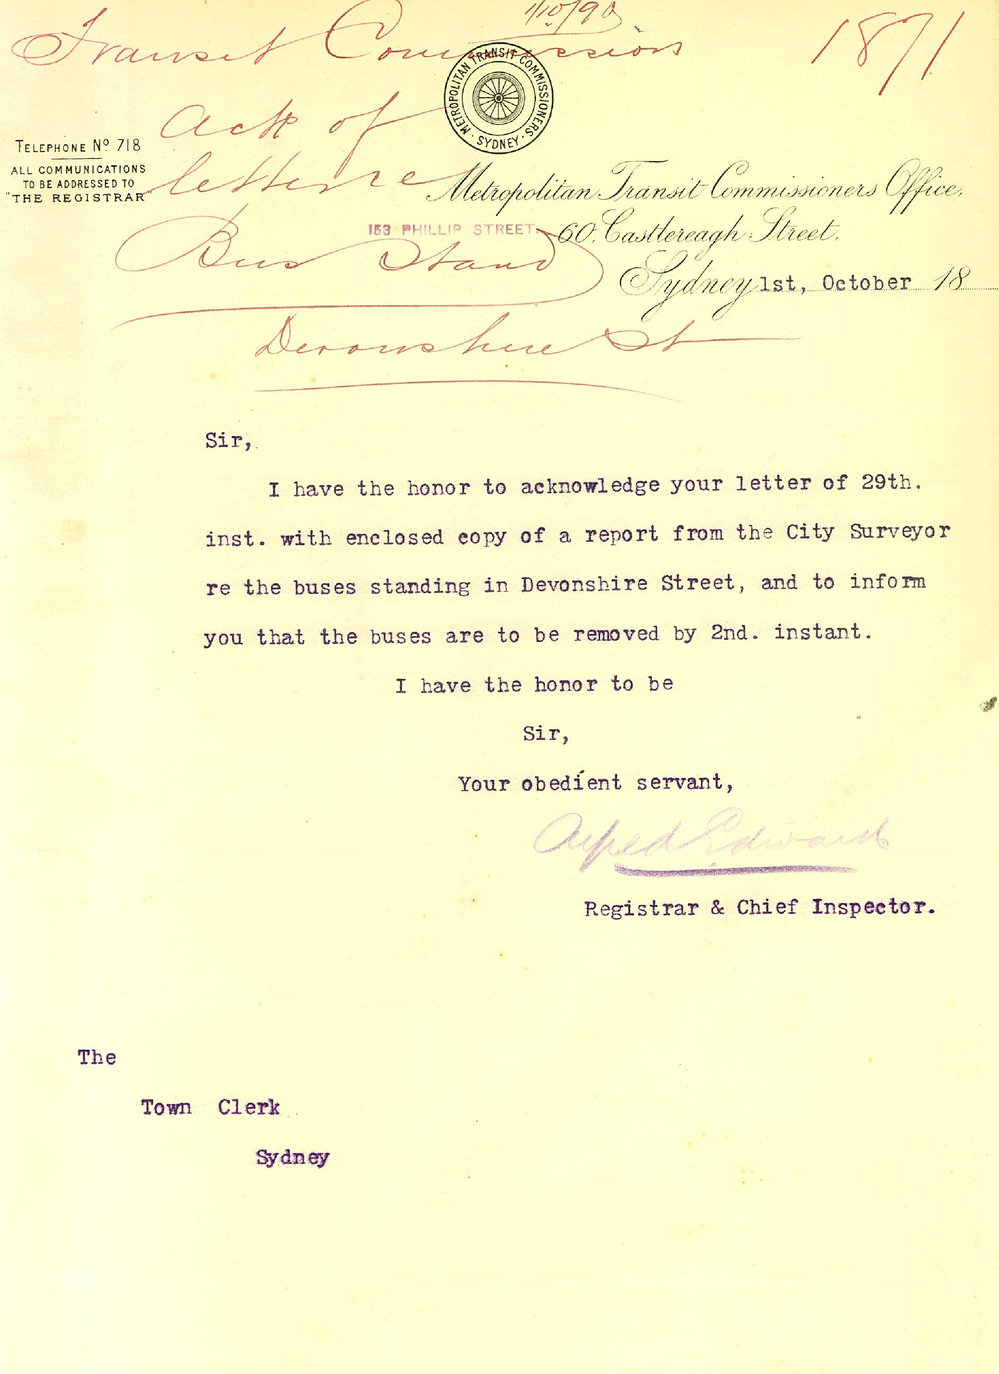 1/10/98
Transit Commission
1871
METROPOLITAN TRANSIT COMMISSIONERS
· SYDNEY ·
Ack of
letter re
Bus Stand
Devonshire St
TELEPHONE Nº 718
ALL COMMUNICATIONS
TO BE ADDRESSED TO
"THE REGISTRAR"
Metropolitan Transit Commissioners Office,
153 PHILLIP STREET. 60, Castlereagh Street,
Sydney 1st, October 18
Sir,
I have the honor to acknowledge your letter of 29th.
inst. with enclosed copy of a report from the City Surveyor
re the buses standing in Devonshire Street, and to inform
you that the buses are to be removed by 2nd. instant.
I have the honor to be
Sir,
Your obedient servant,
Alfred Edwards
Registrar & Chief Inspector.
The
Town Clerk
Sydney